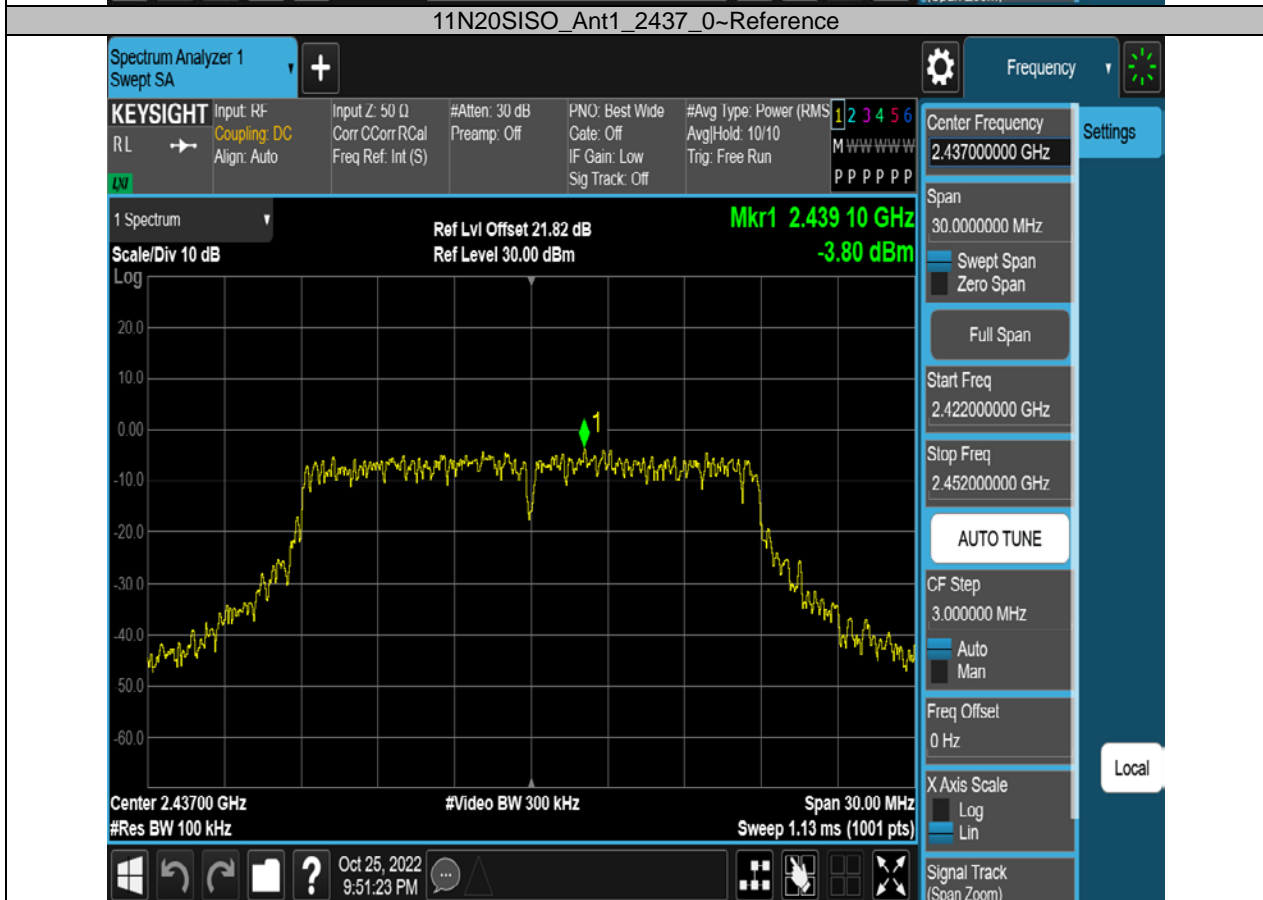 (Span Zoom)
11N20SISO_Ant1_2437_0~Reference
Spectrum Analyzer 1
Swept SA
+
Frequency
KEYSIGHT
RL
LXI
Input: RF
Coupling: DC
Align: Auto
Input Z: 50 Ω
Corr CCorr RCal
Freq Ref: Int (S)
#Atten: 30 dB
Preamp: Off
PNO: Best Wide
Gate: Off
IF Gain: Low
Sig Track: Off
#Avg Type: Power (RMS
Avg|Hold: 10/10
Trig: Free Run
1 2 3 4 5 6
M W W W W W
P P P P P P
1 Spectrum
Scale/Div 10 dB
Log
Ref Lvl Offset 21.82 dB
Ref Level 30.00 dBm
Mkr1 2.439 10 GHz
-3.80 dBm
20.0
10.0
0.00
-10.0
-20.0
-30.0
-40.0
-50.0
-60.0
1
Center 2.43700 GHz
#Res BW 100 kHz
#Video BW 300 kHz
Span 30.00 MHz
Sweep 1.13 ms (1001 pts)
?
Oct 25, 2022
9:51:23 PM
Center Frequency
2.437000000 GHz
Settings
Span
30.0000000 MHz
Swept Span
Zero Span
Full Span
Start Freq
2.422000000 GHz
Stop Freq
2.452000000 GHz
AUTO TUNE
CF Step
3.000000 MHz
Auto
Man
Freq Offset
0 Hz
X Axis Scale
Log
Lin
Local
Signal Track
(Span Zoom)